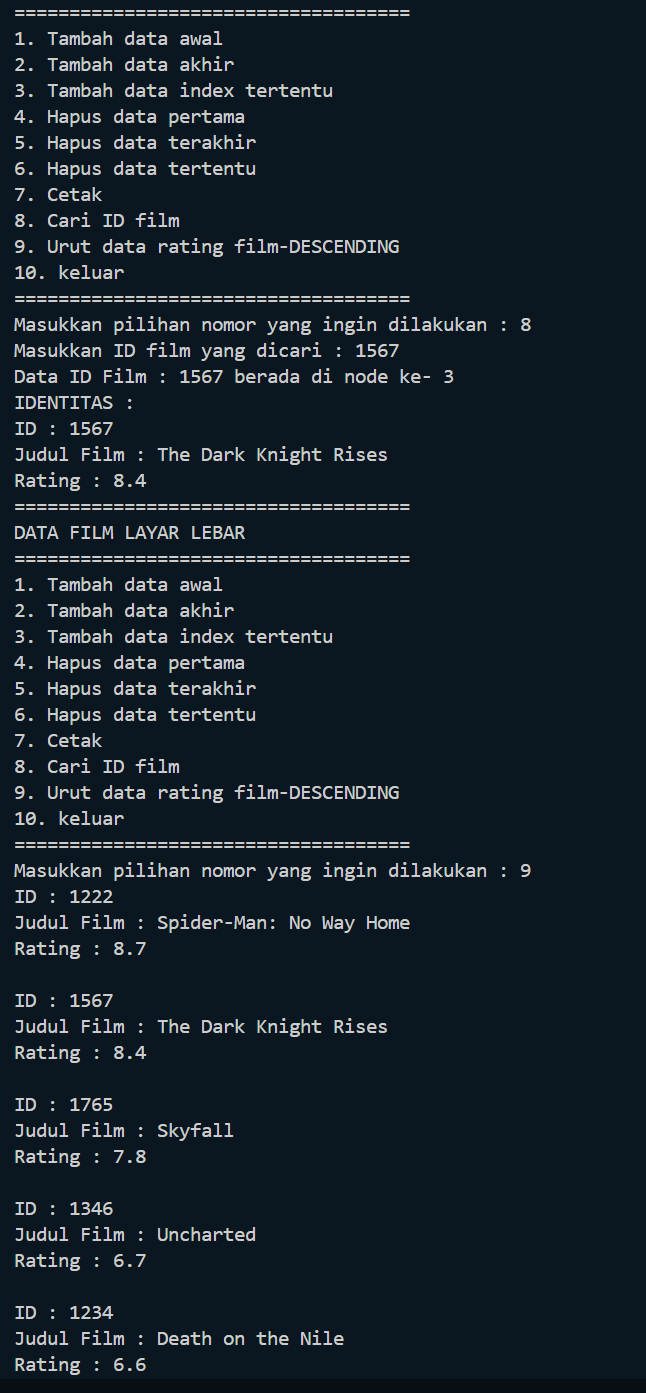 ====================================
1. Tambah data awal
2. Tambah data akhir
3. Tambah data index tertentu
4. Hapus data pertama
5. Hapus data terakhir
6. Hapus data tertentu
7. Cetak
8. Cari ID film
9. Urut data rating film-DESCENDING
10. keluar
====================================
Masukkan pilihan nomor yang ingin dilakukan : 8
Masukkan ID film yang dicari : 1567
Data ID Film : 1567 berada di node ke- 3
IDENTITAS :
ID : 1567
Judul Film : The Dark Knight Rises
Rating : 8.4
====================================
DATA FILM LAYAR LEBAR
====================================
1. Tambah data awal
2. Tambah data akhir
3. Tambah data index tertentu
4. Hapus data pertama
5. Hapus data terakhir
6. Hapus data tertentu
7. Cetak
8. Cari ID film
9. Urut data rating film-DESCENDING
10. keluar
====================================
Masukkan pilihan nomor yang ingin dilakukan : 9
ID : 1222
Judul Film : Spider-Man: No Way Home
Rating : 8.7

ID : 1567
Judul Film : The Dark Knight Rises
Rating : 8.4

ID : 1765
Judul Film : Skyfall
Rating : 7.8

ID : 1346
Judul Film : Uncharted
Rating : 6.7

ID : 1234
Judul Film : Death on the Nile
Rating : 6.6